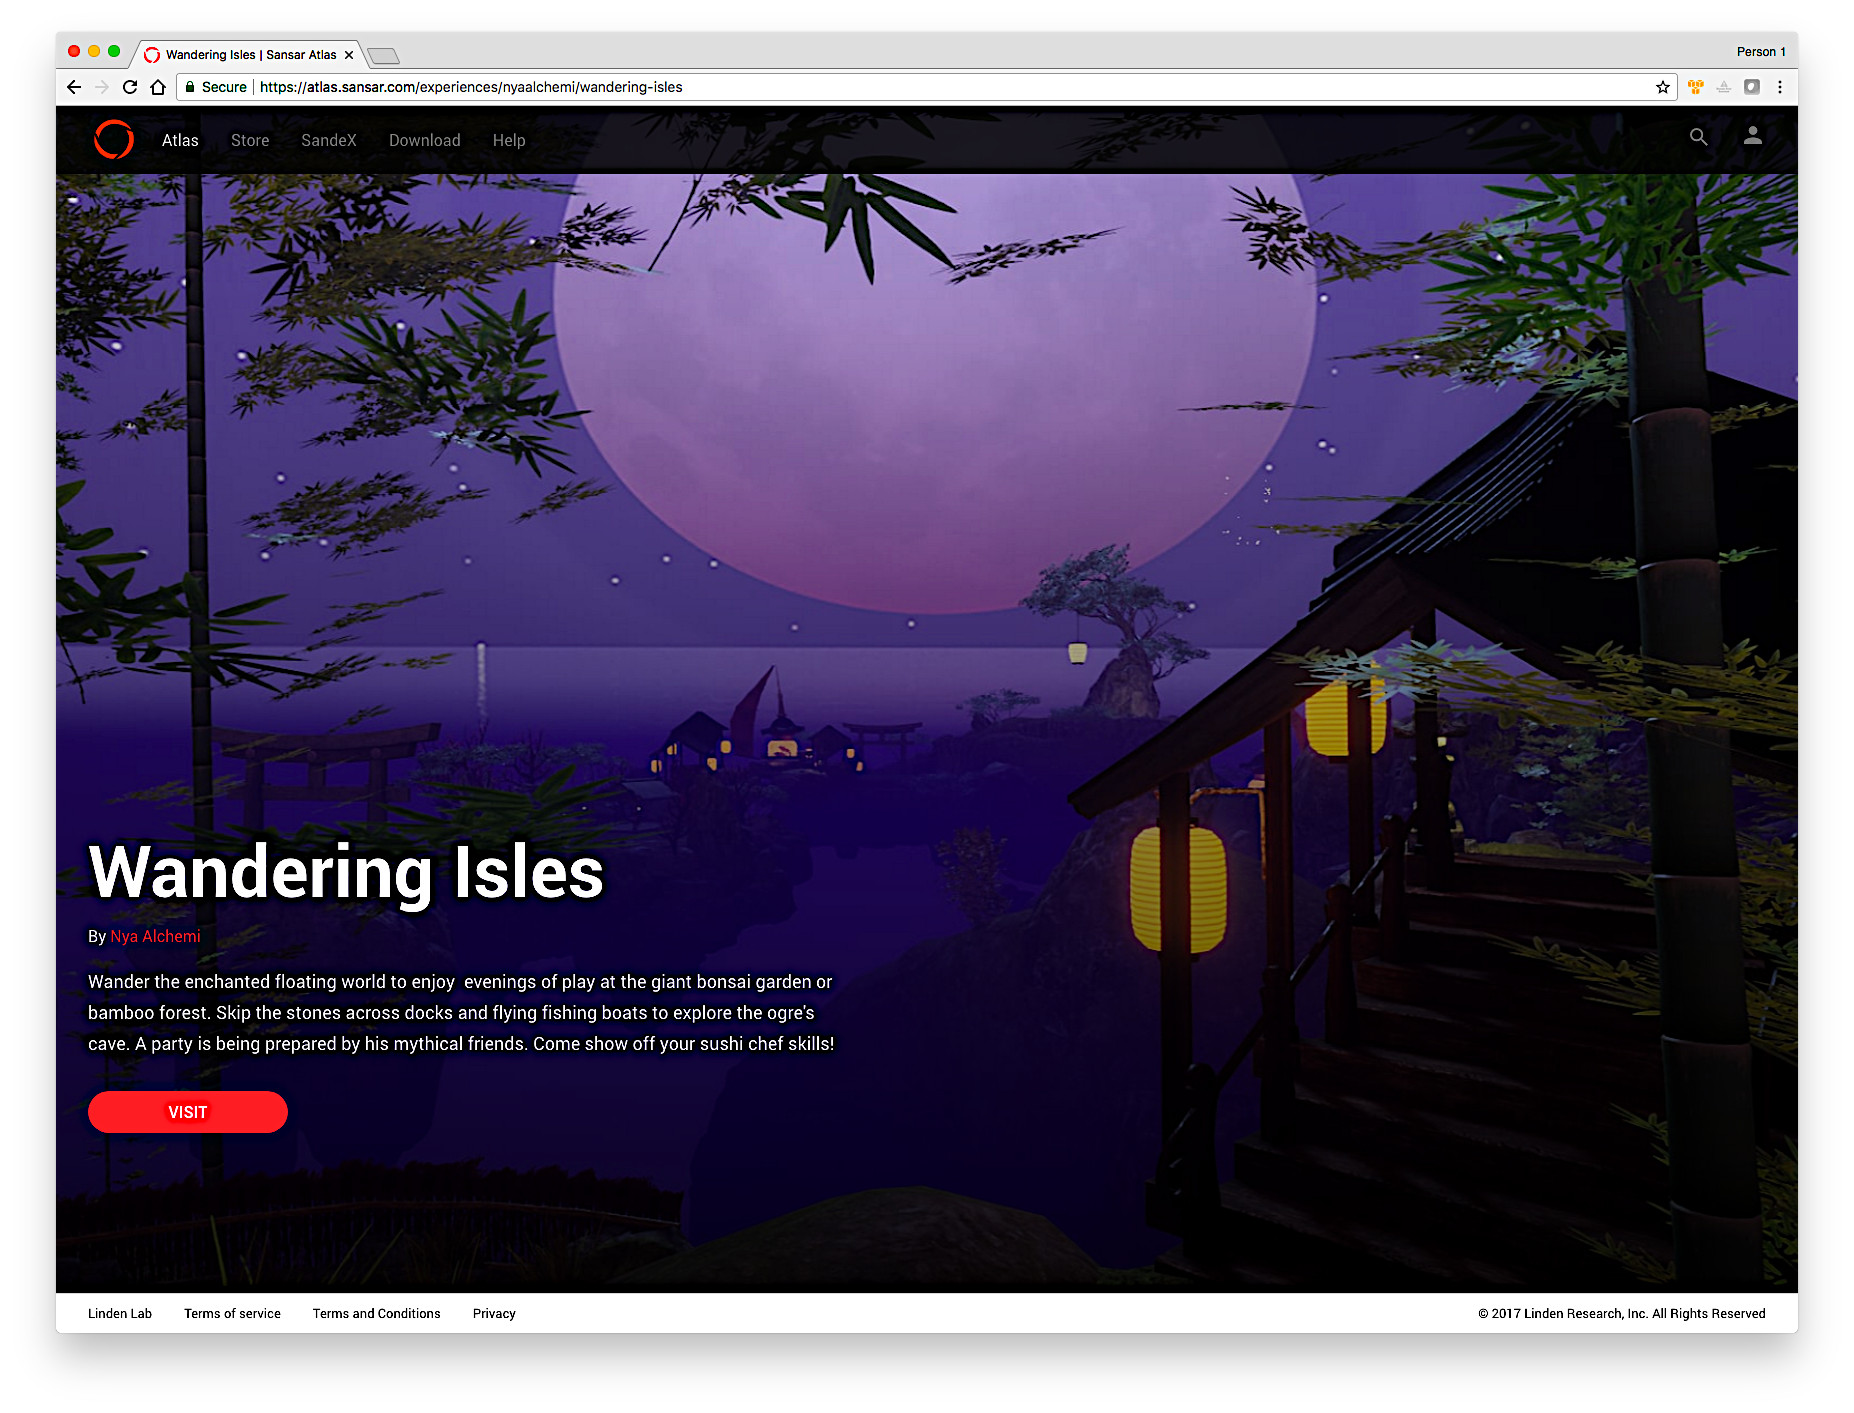 Wandering Isles | Sansar Atlas
Person 1
Secure
https://atlas.sansar.com/experiences/nyaalchemi/wandering-isles
Atlas
Store
SandeX
Download
Help
Wandering Isles
By Nya Alchemi
Wander the enchanted floating world to enjoy  evenings of play at the giant bonsai garden or
bamboo forest. Skip the stones across docks and flying fishing boats to explore the ogre's
cave. A party is being prepared by his mythical friends. Come show off your sushi chef skills!
VISIT
Linden Lab
Terms of service
Terms and Conditions
Privacy
© 2017 Linden Research, Inc. All Rights Reserved